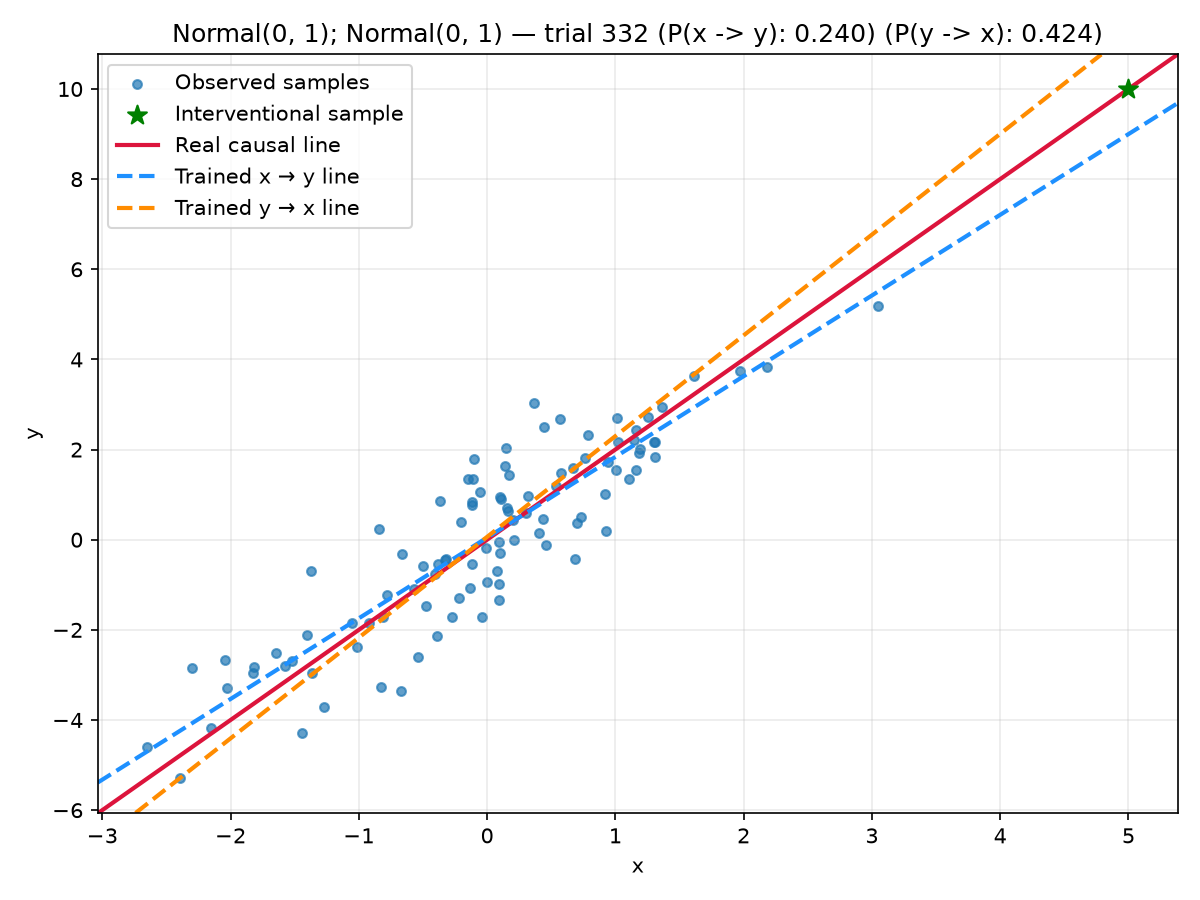 Normal(0, 1); Normal(0, 1) — trial 332 (P(x -> y): 0.240) (P(y -> x): 0.424)
Observed samples
Interventional sample
Real causal line
Trained x → y line
Trained y → x line
10
8
6
4
2
0
−2
−4
−6
y
−3 −2 −1 0 1 2 3 4 5
x